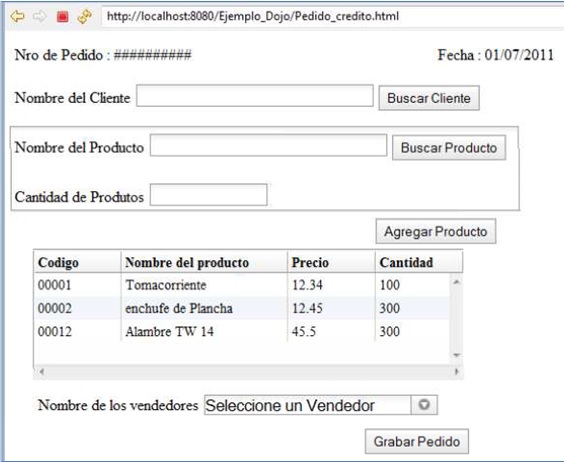 http://localhost:8080/Ejemplo_Dojo/Pedido_credito.html
Nro de Pedido : ########## Fecha : 01/07/2011
Nombre del Cliente Buscar Cliente
Nombre del Producto Buscar Producto
Cantidad de Produtos
Agregar Producto
Codigo Nombre del producto Precio Cantidad
00001 Tomacorriente 12.34 100
00002 enchufe de Plancha 12.45 300
00012 Alambre TW 14 45.5 300
Nombre de los vendedores Seleccione un Vendedor
Grabar Pedido